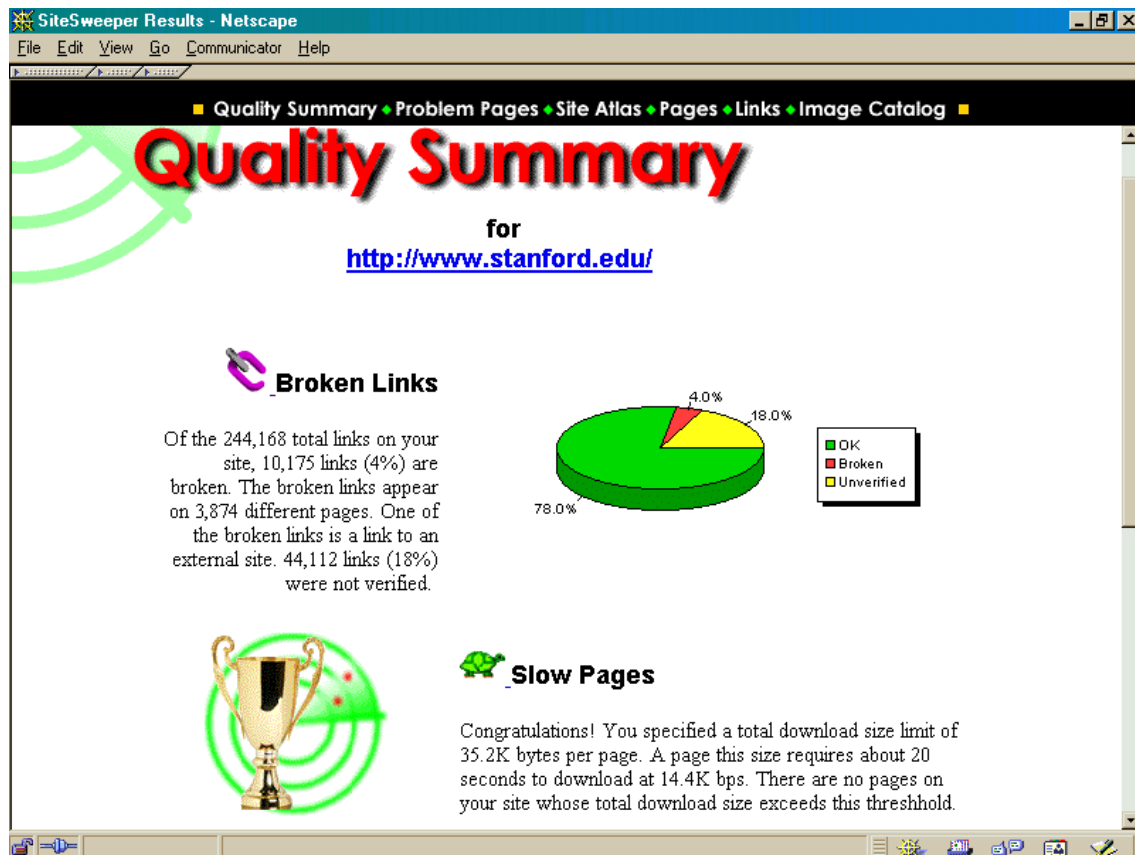 SiteSweeper Results - Netscape
File Edit View Go Communicator Help
Quality Summary Problem Pages Site Atlas Pages Links Image Catalog
Quality Summary
for
http://www.stanford.edu/
Broken Links
Of the 244,168 total links on your
site, 10,175 links (4%) are
broken. The broken links appear
on 3,874 different pages. One of
the broken links is a link to an
external site. 44,112 links (18%)
were not verified.
4.0%
18.0%
78.0%
OK
Broken
Unverified
Slow Pages
Congratulations! You specified a total download size limit of
35.2K bytes per page. A page this size requires about 20
seconds to download at 14.4K bps. There are no pages on
your site whose total download size exceeds this threshhold.